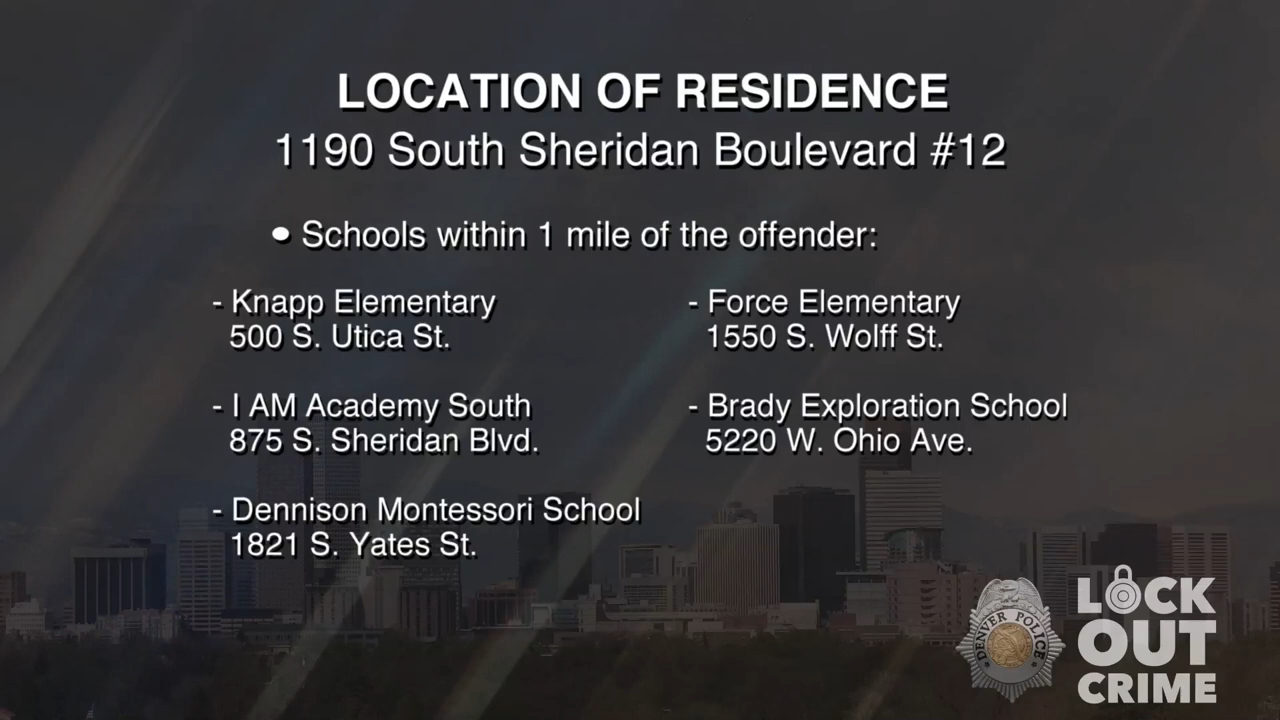 LOCATION OF RESIDENCE
1190 South Sheridan Boulevard #12
• Schools within 1 mile of the offender:
- Knapp Elementary
500 S. Utica St.
- I AM Academy South
875 S. Sheridan Blvd.
- Dennison Montessori School
1821 S. Yates St.
- Force Elementary
1550 S. Wolff St.
- Brady Exploration School
5220 W. Ohio Ave.
DENVER POLICE
LOCK
OUT
CRIME